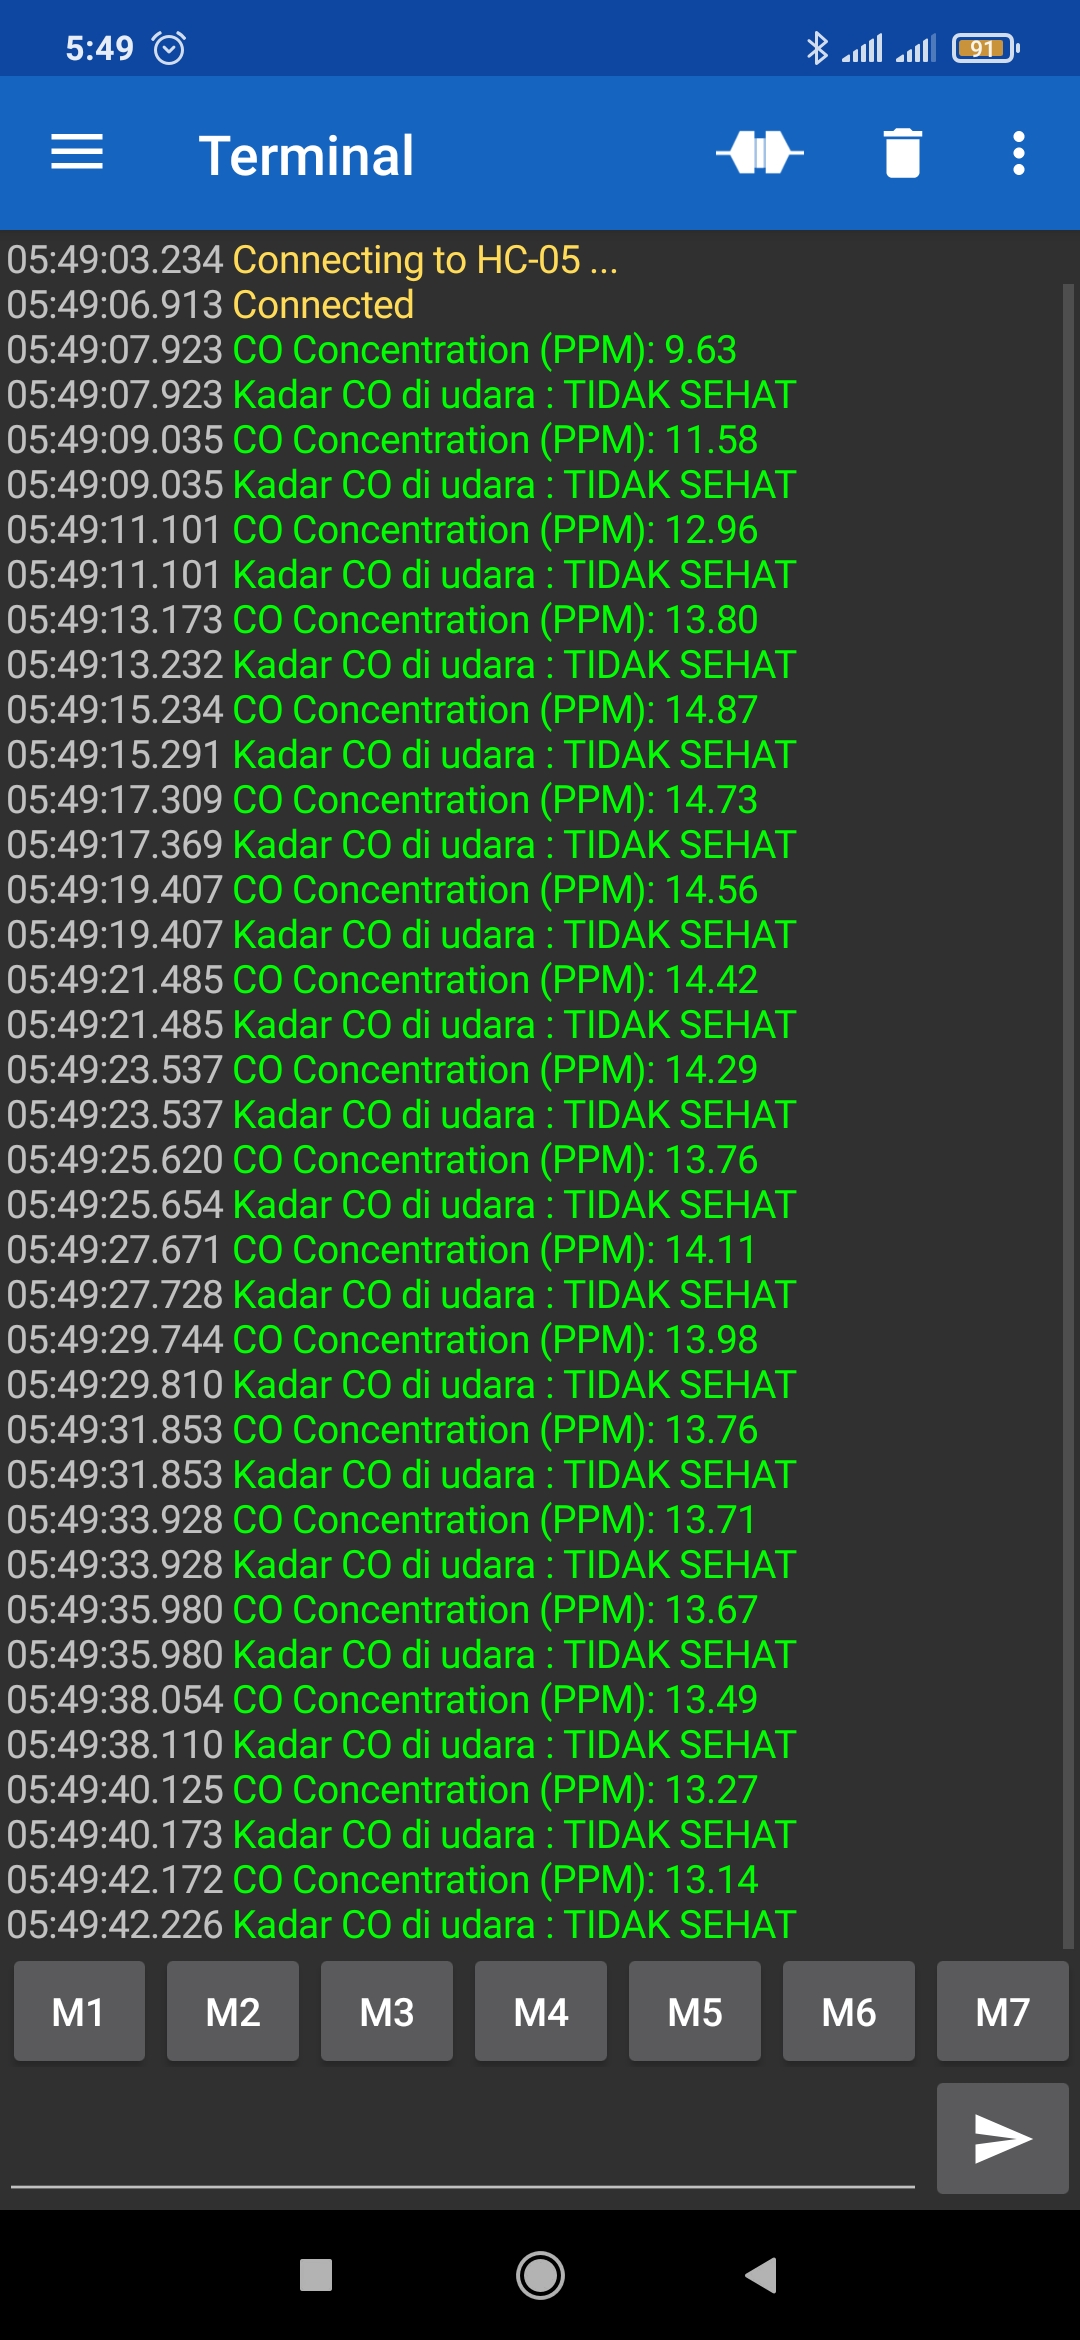 5:49
91
Terminal
05:49:03.234 Connecting to HC-05 ...
05:49:06.913 Connected
05:49:07.923 CO Concentration (PPM): 9.63
05:49:07.923 Kadar CO di udara : TIDAK SEHAT
05:49:09.035 CO Concentration (PPM): 11.58
05:49:09.035 Kadar CO di udara : TIDAK SEHAT
05:49:11.101 CO Concentration (PPM): 12.96
05:49:11.101 Kadar CO di udara : TIDAK SEHAT
05:49:13.173 CO Concentration (PPM): 13.80
05:49:13.232 Kadar CO di udara : TIDAK SEHAT
05:49:15.234 CO Concentration (PPM): 14.87
05:49:15.291 Kadar CO di udara : TIDAK SEHAT
05:49:17.309 CO Concentration (PPM): 14.73
05:49:17.369 Kadar CO di udara : TIDAK SEHAT
05:49:19.407 CO Concentration (PPM): 14.56
05:49:19.407 Kadar CO di udara : TIDAK SEHAT
05:49:21.485 CO Concentration (PPM): 14.42
05:49:21.485 Kadar CO di udara : TIDAK SEHAT
05:49:23.537 CO Concentration (PPM): 14.29
05:49:23.537 Kadar CO di udara : TIDAK SEHAT
05:49:25.620 CO Concentration (PPM): 13.76
05:49:25.654 Kadar CO di udara : TIDAK SEHAT
05:49:27.671 CO Concentration (PPM): 14.11
05:49:27.728 Kadar CO di udara : TIDAK SEHAT
05:49:29.744 CO Concentration (PPM): 13.98
05:49:29.810 Kadar CO di udara : TIDAK SEHAT
05:49:31.853 CO Concentration (PPM): 13.76
05:49:31.853 Kadar CO di udara : TIDAK SEHAT
05:49:33.928 CO Concentration (PPM): 13.71
05:49:33.928 Kadar CO di udara : TIDAK SEHAT
05:49:35.980 CO Concentration (PPM): 13.67
05:49:35.980 Kadar CO di udara : TIDAK SEHAT
05:49:38.054 CO Concentration (PPM): 13.49
05:49:38.110 Kadar CO di udara : TIDAK SEHAT
05:49:40.125 CO Concentration (PPM): 13.27
05:49:40.173 Kadar CO di udara : TIDAK SEHAT
05:49:42.172 CO Concentration (PPM): 13.14
05:49:42.226 Kadar CO di udara : TIDAK SEHAT
M1 M2 M3 M4 M5 M6 M7